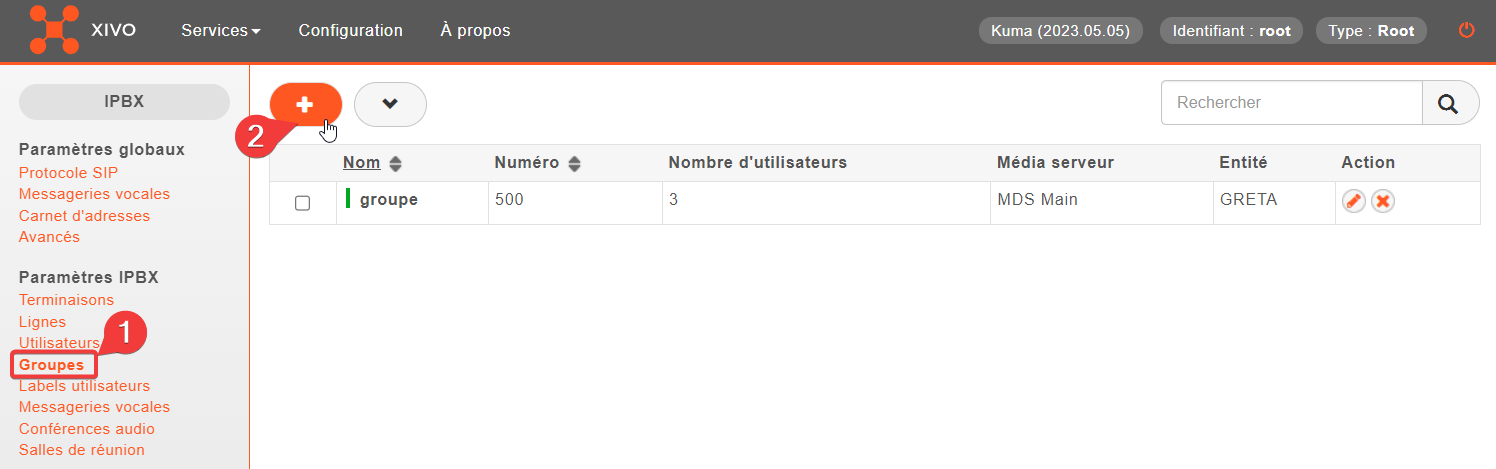 XIVO Services Configuration À propos Kuma (2023.05.05) Identifiant : root Type : Root
IPBX
Paramètres globaux
Protocole SIP
Messageries vocales
Carnet d'adresses
Avancés
Paramètres IPBX
Terminaisons
Lignes
Utilisateurs
1
Groupes
Labels utilisateurs
Messageries vocales
Conférences audio
Salles de réunion
Rechercher
2
Nom Numéro Nombre d'utilisateurs Média serveur Entité Action
groupe 500 3 MDS Main GRETA